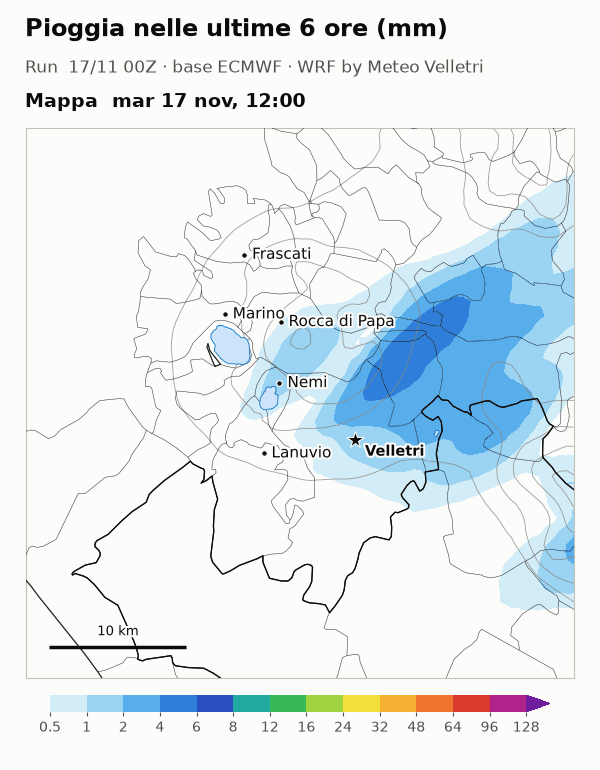 Pioggia nelle ultime 6 ore (mm)
Run  17/11 00Z · base ECMWF · WRF by Meteo Velletri
Mappa  mar 17 nov, 12:00
Frascati
Marino
Rocca di Papa
Nemi
Velletri
Lanuvio
10 km
0.5 1 2 4 6 8 12 16 24 32 48 64 96 128